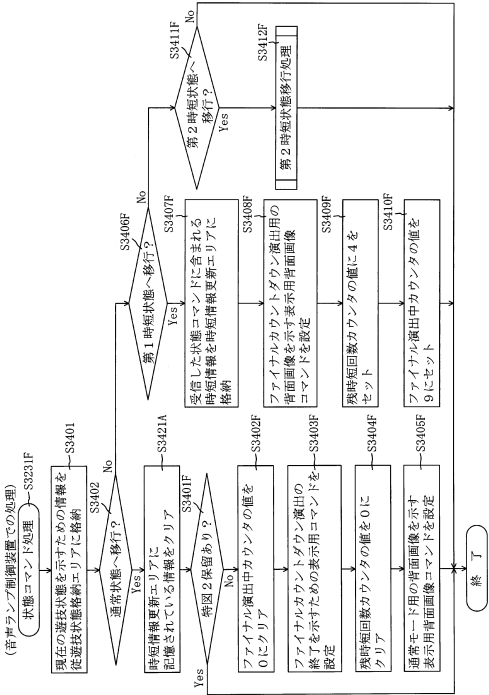 (音声ランプ制御装置での処理)
状態コマンド処理
S3231F
現在の遊技状態を示すための情報を
従遊技状態格納エリアに格納
S3401
通常状態へ移行？
S3402
No
Yes
時短情報更新エリアに
記憶されている情報をクリア
S3421A
特図２保留あり？
S3401F
Yes
No
ファイナル演出中カウンタの値を
０にクリア
S3402F
ファイナルカウントダウン演出の
終了を示すための表示用コマンドを
設定
S3403F
残時短回数カウンタの値を０に
クリア
S3404F
通常モード用の背面画像を示す
表示用背面画像コマンドを設定
S3405F
第１時短状態へ移行？
S3406F
No
Yes
受信した状態コマンドに含まれる
時短情報を時短情報更新エリアに
格納
S3407F
ファイナルカウントダウン演出用の
背面画像を示す表示用背面画像
コマンドを設定
S3408F
残時短回数カウンタの値に４を
セット
S3409F
ファイナル演出中カウンタの値を
９にセット
S3410F
第２時短状態へ
移行？
S3411F
No
Yes
第２時短状態移行処理
S3412F
終了